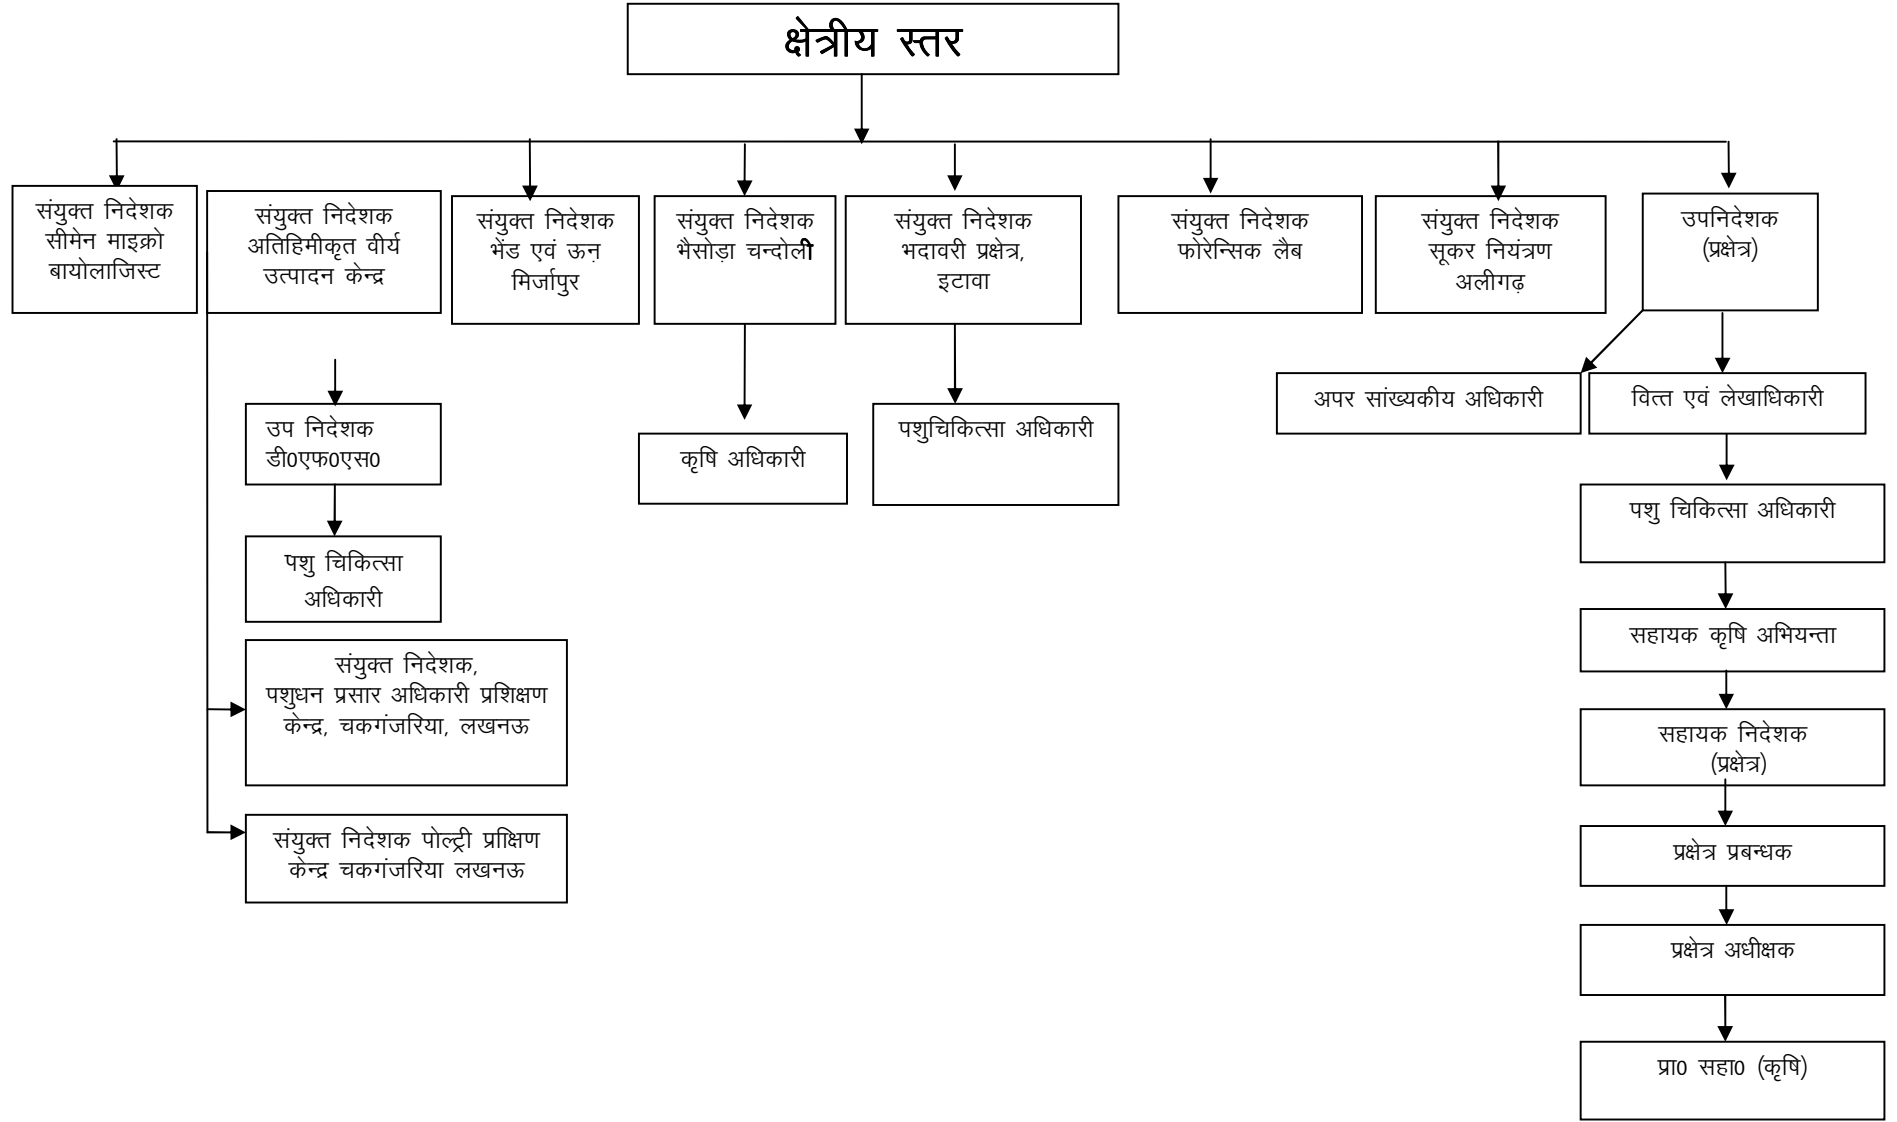 क्षेत्रीय स्तर
संयुक्त निदेशक
सीमेन माइक्रो
बायोलाजिस्ट
संयुक्त निदेशक
अतिहिमीकृत वीर्य
उत्पादन केन्द्र
संयुक्त निदेशक
भेंड एवं ऊन
मिर्जापुर
संयुक्त निदेशक
भैसोड़ा चन्दोली
संयुक्त निदेशक
भदावरी प्रक्षेत्र,
इटावा
संयुक्त निदेशक
फोरेन्सिक लैब
संयुक्त निदेशक
सूकर नियंत्रण
अलीगढ़
उपनिदेशक
(प्रक्षेत्र)
उप निदेशक
डी0एफ0एस0
पशु चिकित्सा
अधिकारी
संयुक्त निदेशक,
पशुधन प्रसार अधिकारी प्रशिक्षण
केन्द्र, चकगंजरिया, लखनऊ
संयुक्त निदेशक पोल्ट्री प्राक्षिण
केन्द्र चकगंजरिया लखनऊ
कृषि अधिकारी
पशुचिकित्सा अधिकारी
अपर सांख्यकीय अधिकारी
वित्त एवं लेखाधिकारी
पशु चिकित्सा अधिकारी
सहायक कृषि अभियन्ता
सहायक निदेशक
(प्रक्षेत्र)
प्रक्षेत्र प्रबन्धक
प्रक्षेत्र अधीक्षक
प्रा0 सहा0 (कृषि)